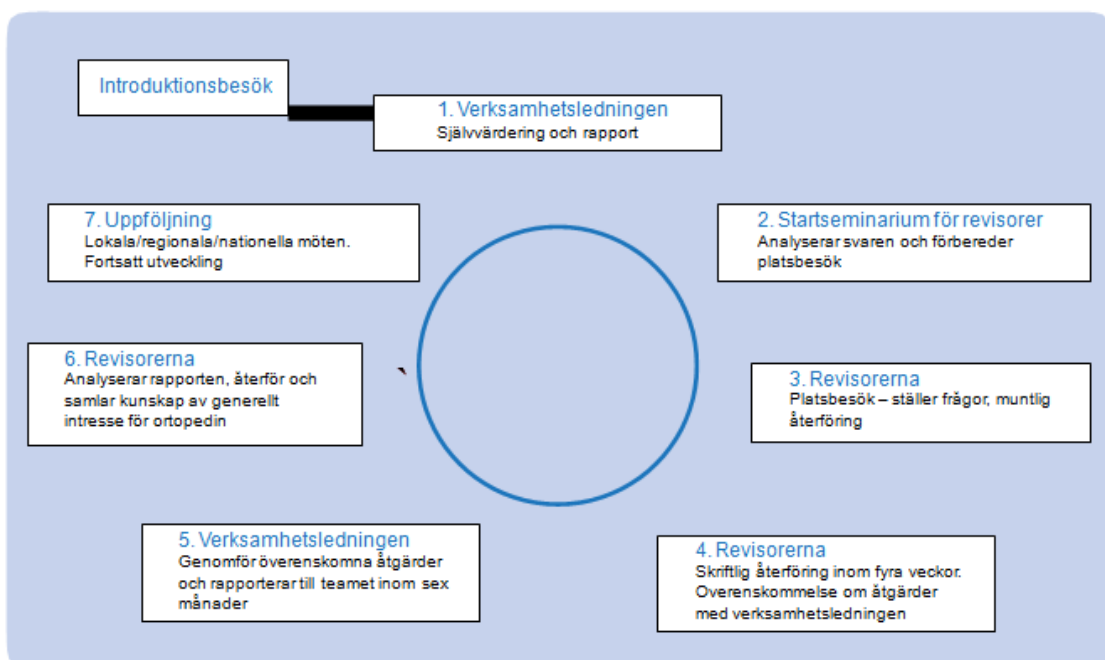 Introduktionsbesök
1. Verksamhetsledningen
Självvärdering och rapport
2. Startseminarium för revisorer
Analyserar svaren och förbereder
platsbesök
3. Revisorerna
Platsbesök – ställer frågor, muntlig
återföring
4. Revisorerna
Skriftlig återföring inom fyra veckor.
Overenskommelse om åtgärder
med verksamhetsledningen
5. Verksamhetsledningen
Genomför överenskomna åtgärder
och rapporterar till teamet inom sex
månader
6. Revisorerna
Analyserar rapporten, återför och
samlar kunskap av generellt
intresse för ortopedin
7. Uppföljning
Lokala/regionala/nationella möten.
Fortsatt utveckling